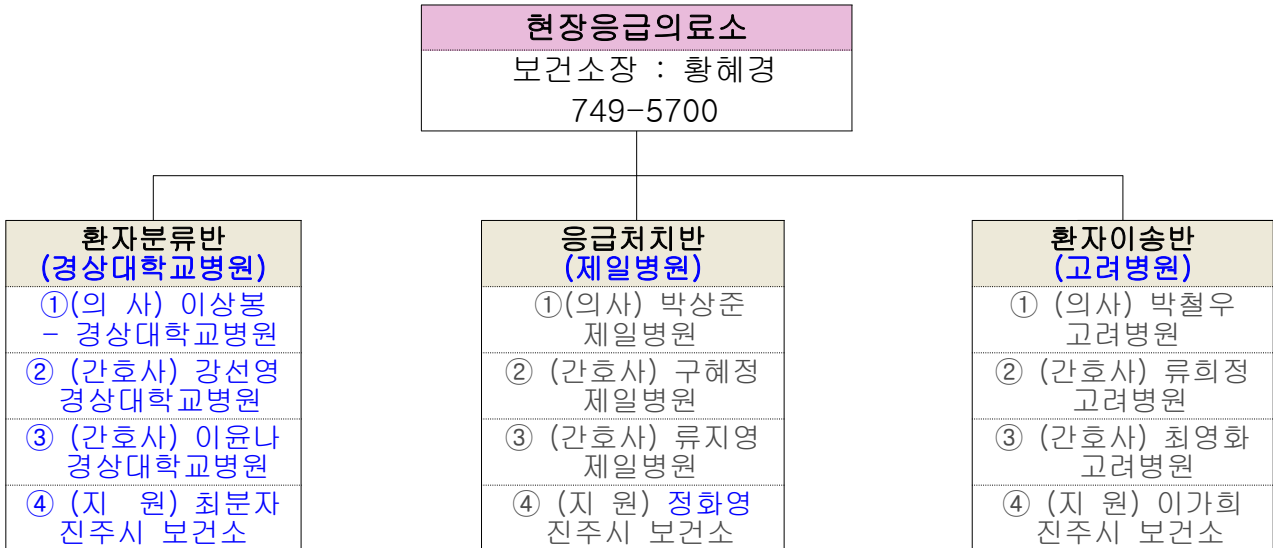 현장응급의료소
보건소장 : 황혜경
749-5700
환자분류반
(경상대학교병원)
①(의 사) 이상봉
- 경상대학교병원
② (간호사) 강선영
경상대학교병원
③ (간호사) 이윤나
경상대학교병원
④ (지 원) 최분자
진주시 보건소
응급처치반
(제일병원)
①(의사) 박상준
제일병원
② (간호사) 구혜정
제일병원
③ (간호사) 류지영
제일병원
④ (지 원) 정화영
진주시 보건소
환자이송반
(고려병원)
① (의사) 박철우
고려병원
② (간호사) 류희정
고려병원
③ (간호사) 최영화
고려병원
④ (지 원) 이가희
진주시 보건소